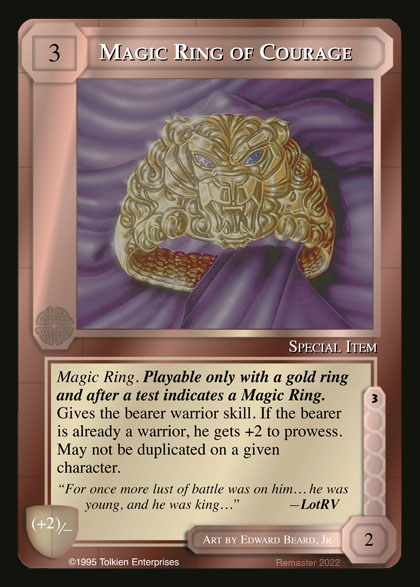 3
MAGIC RING OF COURAGE
SPECIAL ITEM
Magic Ring. Playable only with a gold ring
and after a test indicates a Magic Ring.
Gives the bearer warrior skill. If the bearer
is already a warrior, he gets +2 to prowess.
May not be duplicated on a given
character.
3
“For once more lust of battle was on him… he was
young, and he was king…” –LotRV
(+2)/–
ART BY EDWARD BEARD, JR
2
©1995 Tolkien Enterprises
Remaster 2022